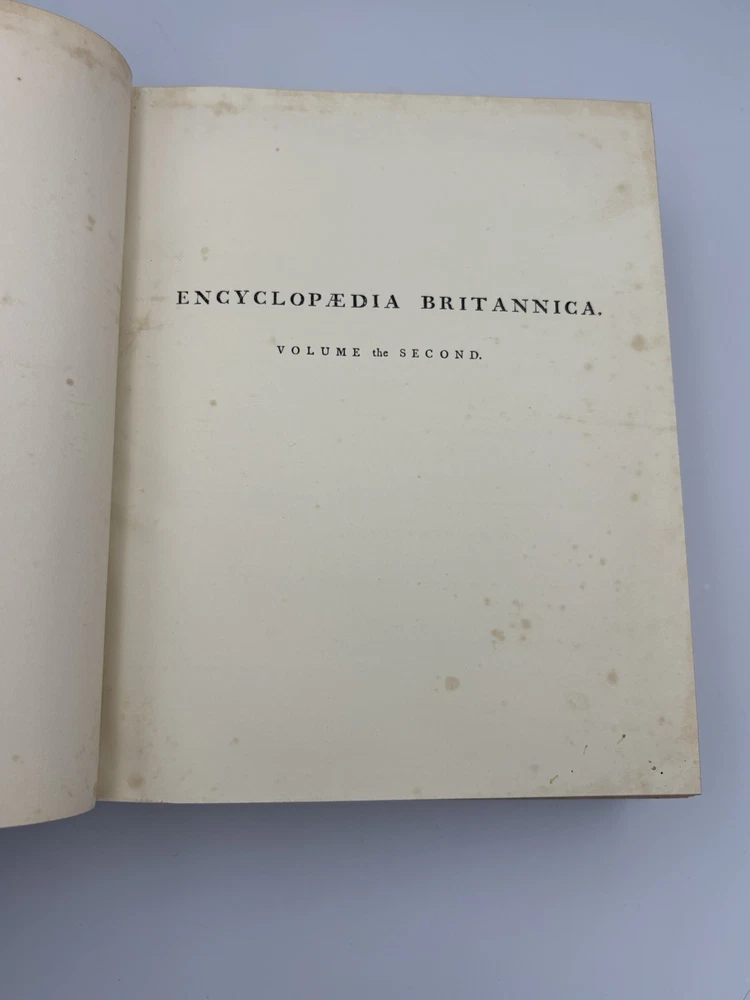 ENCYCLOPÆDIA BRITANNICA.
VOLUME the SECOND.